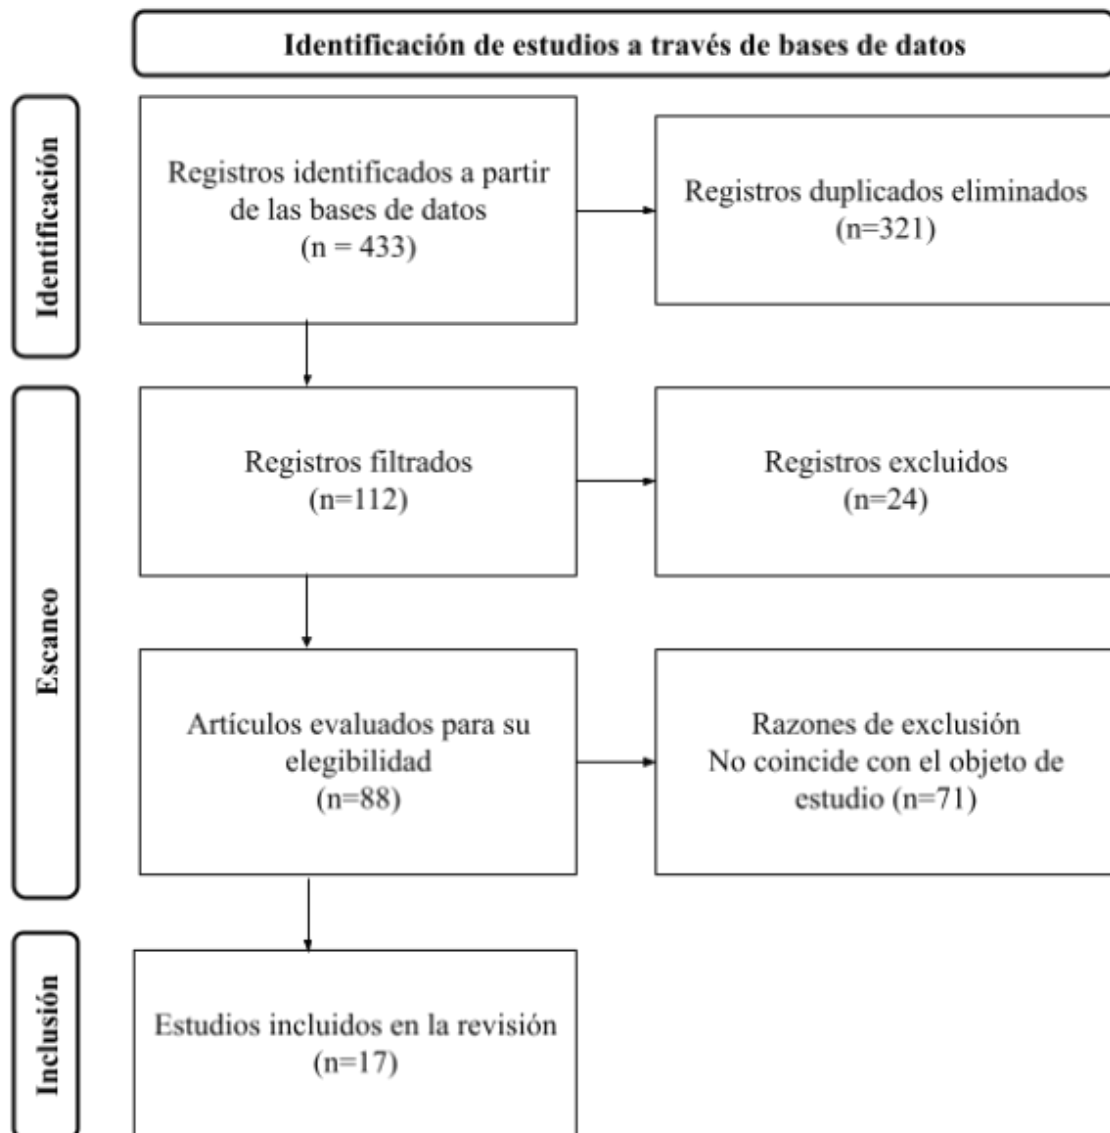 Identificación de estudios a través de bases de datos
Identificación
Registros identificados a partir
de las bases de datos
(n = 433)
Registros duplicados eliminados
(n=321)
Escaneo
Registros filtrados
(n=112)
Registros excluidos
(n=24)
Artículos evaluados para su
elegibilidad
(n=88)
Razones de exclusión
No coincide con el objeto de
estudio (n=71)
Inclusión
Estudios incluidos en la revisión
(n=17)